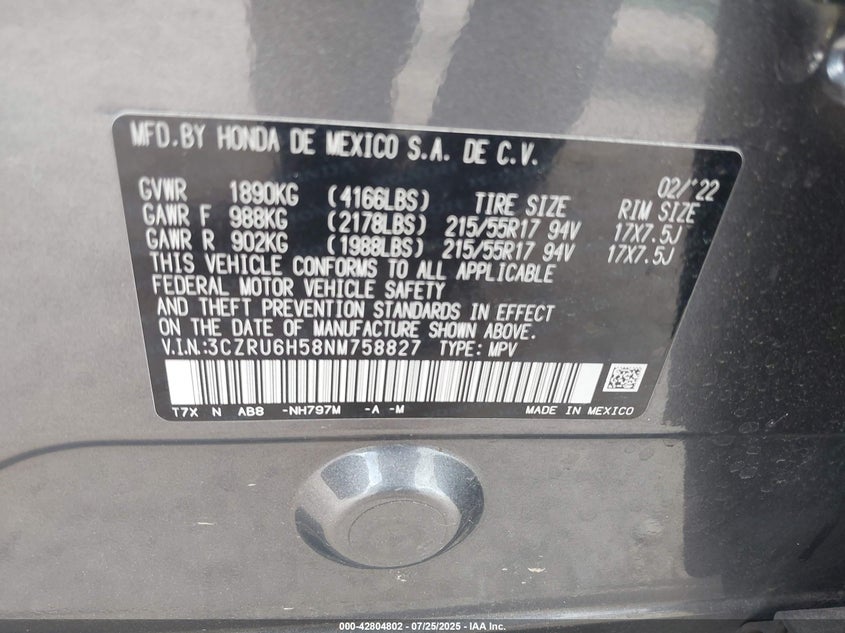 MFD.BY HONDA DE MEXICO S.A. DE C.V.
02/'22
GVWR 1890KG (4166LBS) TIRE SIZE RIM SIZE
GAWR F 988KG (2178LBS) 215/55R17 94V 17X7.5J
GAWR R 902KG (1988LBS) 215/55R17 94V 17X7.5J
THIS VEHICLE CONFORMS TO ALL APPLICABLE
FEDERAL MOTOR VEHICLE SAFETY
AND THEFT PREVENTION STANDARDS IN EFFECT
ON THE DATE OF MANUFACTURE SHOWN ABOVE.
V.I.N.:3CZRU6H58NM758827 TYPE: MPV
T7X N AB8 -NH797M -A -M MADE IN MEXICO
000-42804802 - 07/25/2025 - IAA Inc.